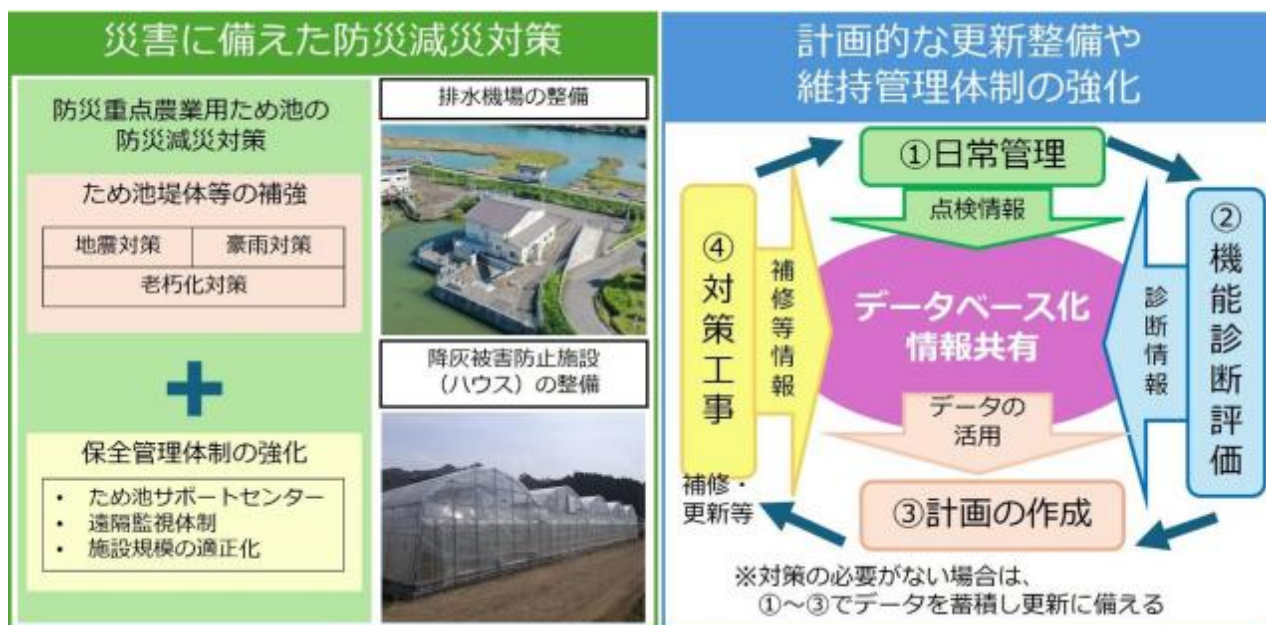 災害に備えた防災減災対策
防災重点農業用ため池の
防災減災対策
ため池堤体等の補強
地震対策
豪雨対策
老朽化対策
保全管理体制の強化
• ため池サポートセンター
• 遠隔監視体制
• 施設規模の適正化
排水機場の整備
降灰被害防止施設
（ハウス）の整備
計画的な更新整備や
維持管理体制の強化
①日常管理
点検情報
②機能診断評価
診断情報
データベース化
情報共有
データの
活用
③計画の作成
④対策工事
補修等情報
補修・
更新等
※対策の必要がない場合は、
①～③でデータを蓄積し更新に備える